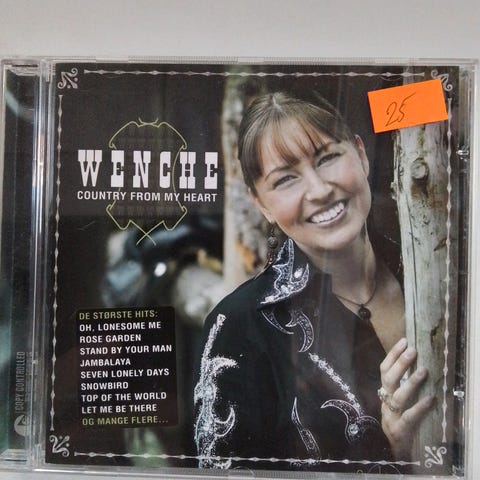 25
WENCHE
COUNTRY FROM MY HEART
DE STØRSTE HITS:
OH, LONESOME ME
ROSE GARDEN
STAND BY YOUR MAN
JAMBALAYA
SEVEN LONELY DAYS
SNOWBIRD
TOP OF THE WORLD
LET ME BE THERE
OG MANGE FLERE...
COPY CONTROLLED